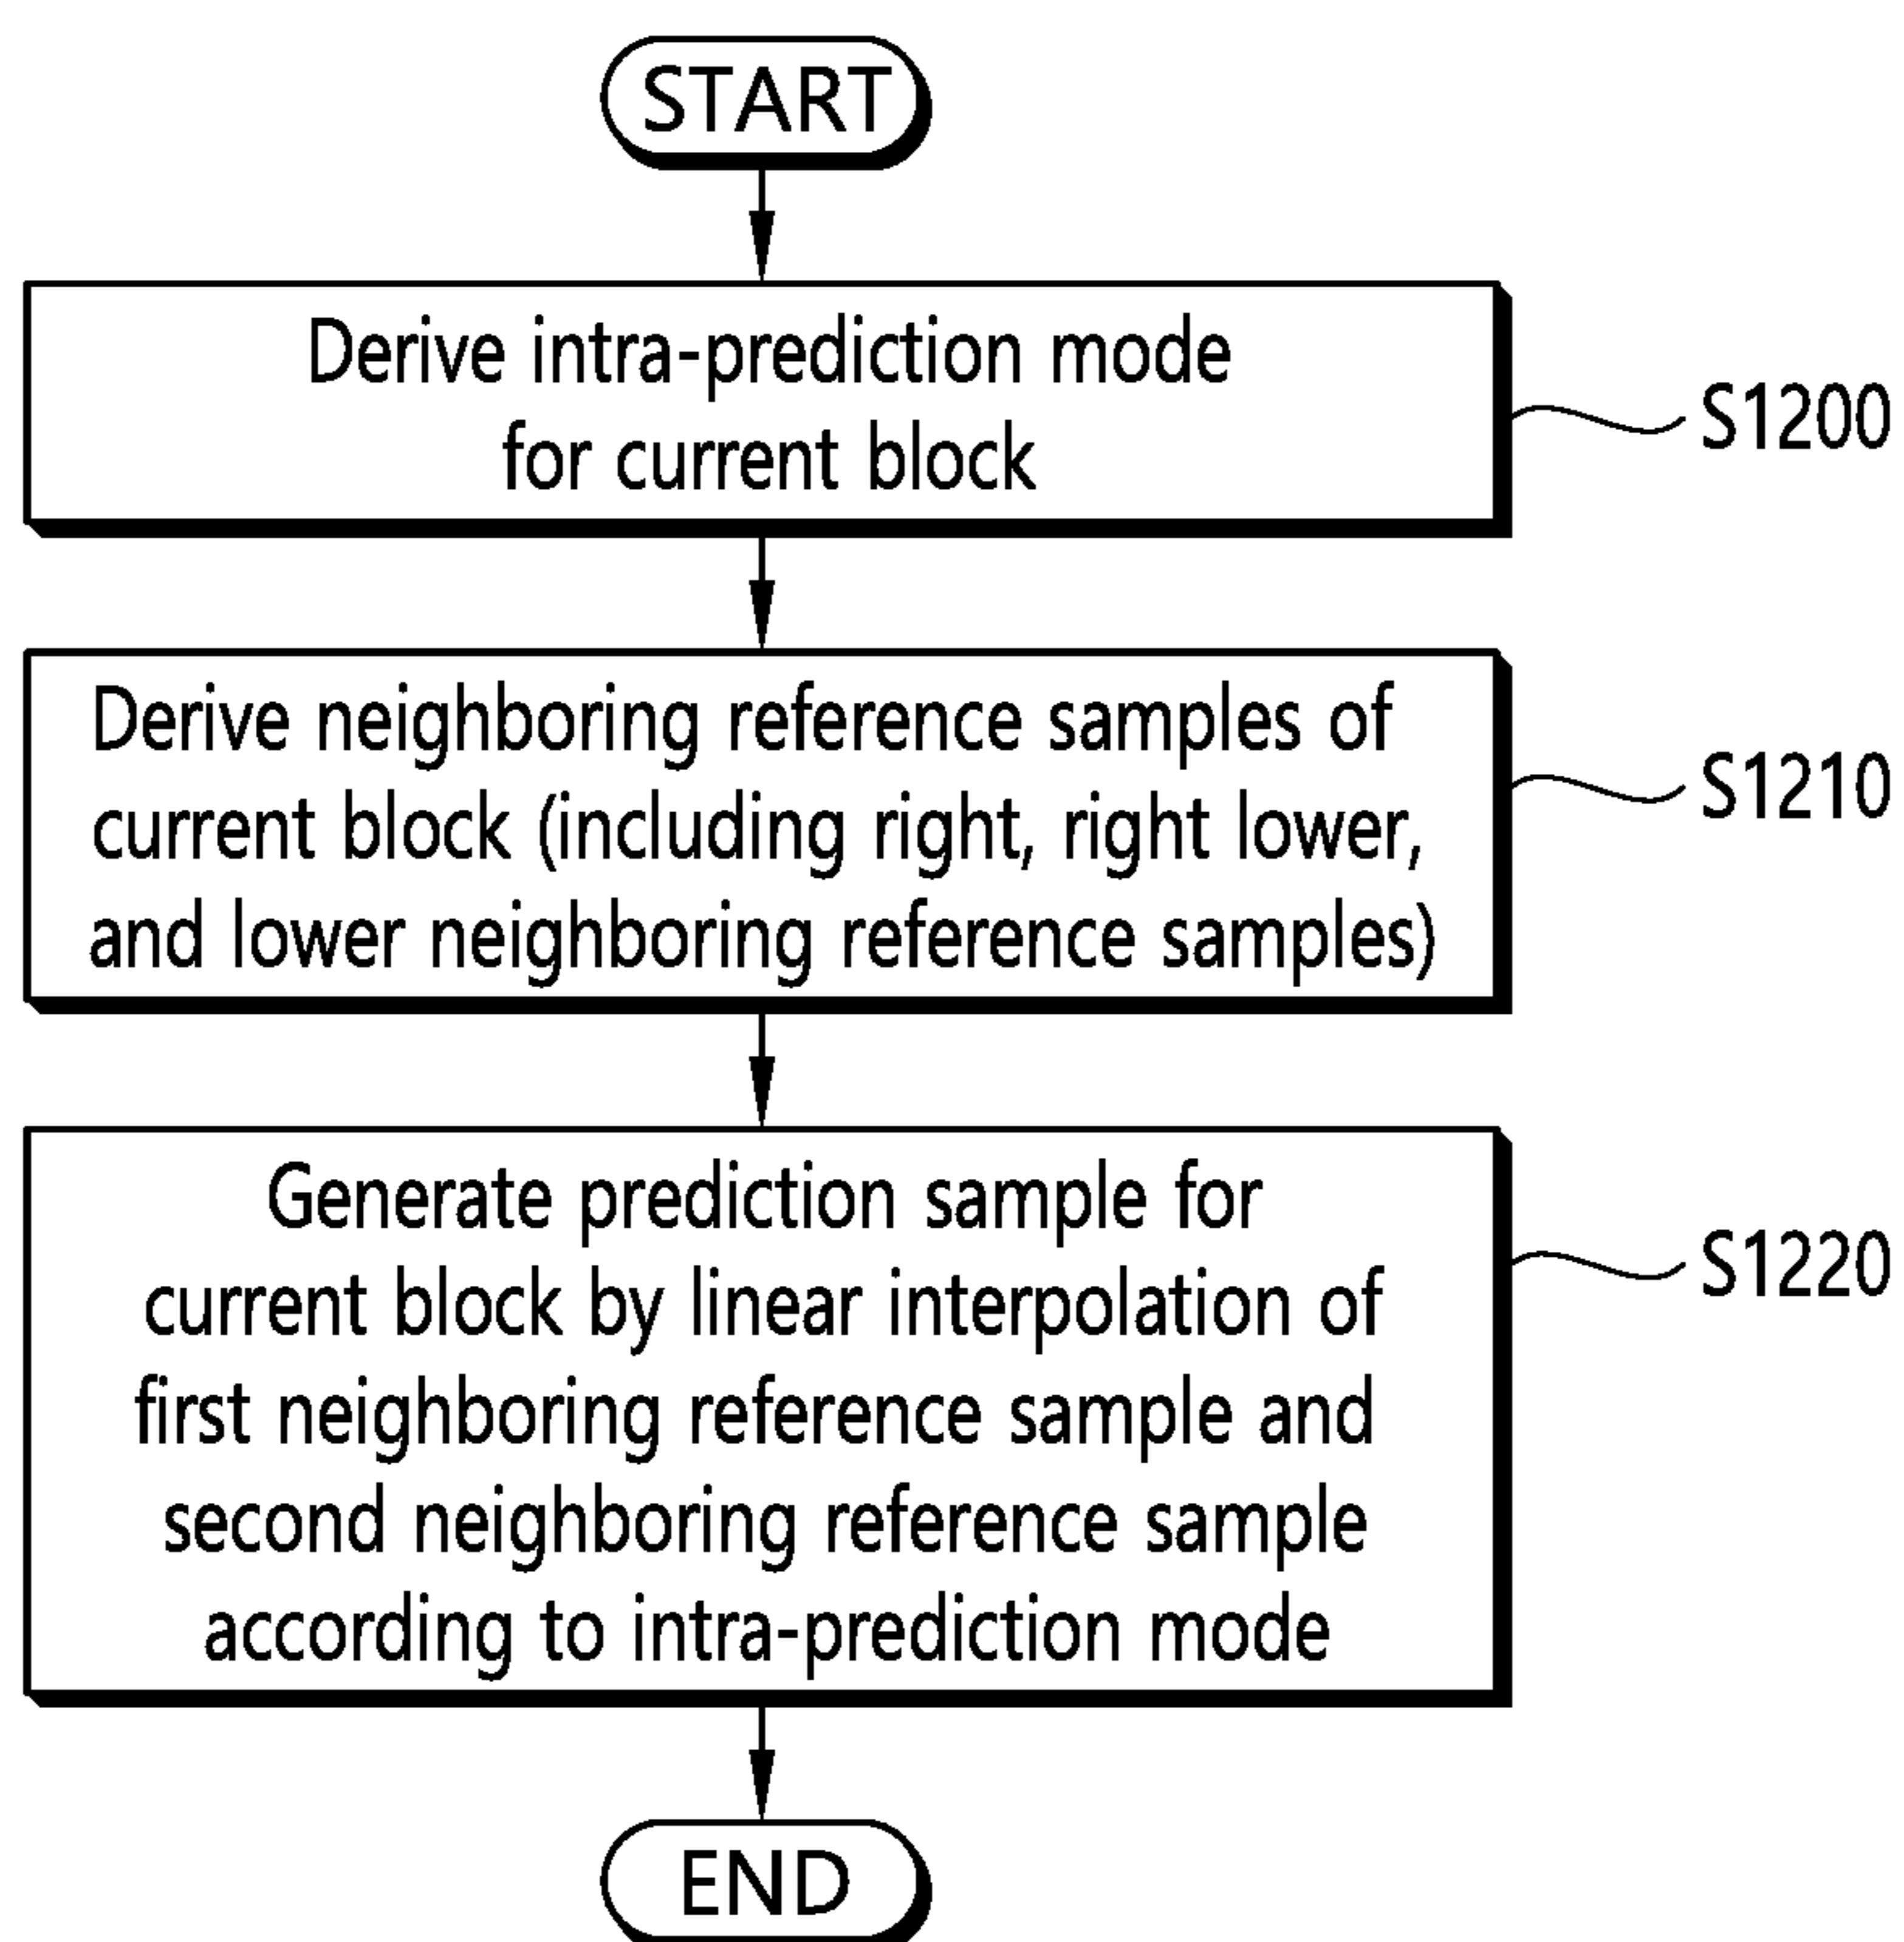 START
Derive intra-prediction mode
for current block
S1200
Derive neighboring reference samples of
current block (including right, right lower,
and lower neighboring reference samples)
S1210
Generate prediction sample for
current block by linear interpolation of
first neighboring reference sample and
second neighboring reference sample
according to intra-prediction mode
S1220
END